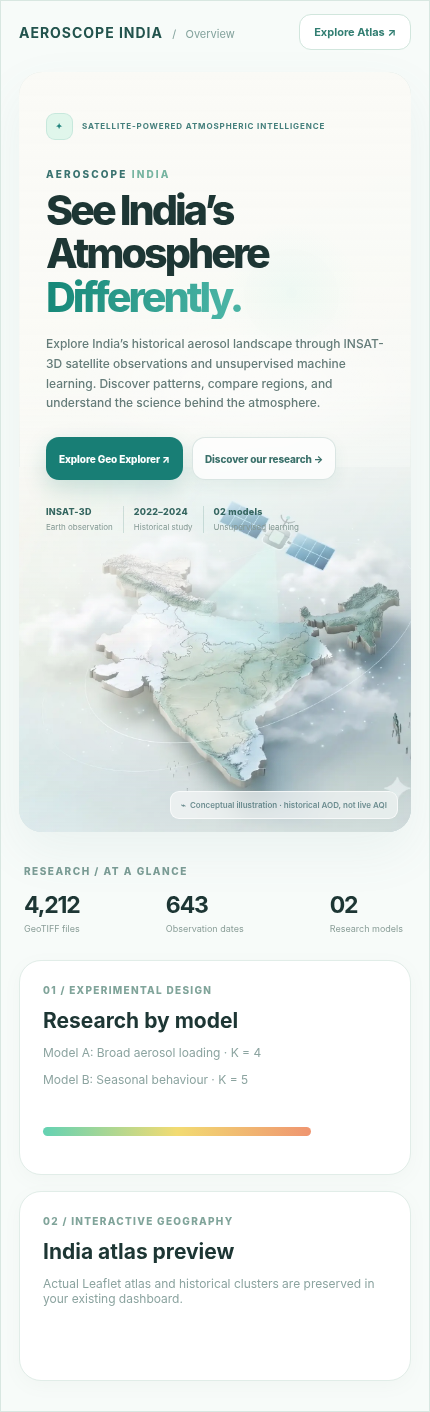 AEROSCOPE INDIA / Overview
Explore Atlas ↗
SATELLITE-POWERED ATMOSPHERIC INTELLIGENCE
AEROSCOPE INDIA
See India’s
Atmosphere
Differently.
Explore India’s historical aerosol landscape through INSAT-
3D satellite observations and unsupervised machine
learning. Discover patterns, compare regions, and
understand the science behind the atmosphere.
Explore Geo Explorer ↗
Discover our research →
INSAT-3D
Earth observation
2022–2024
Historical study
02 models
Unsupervised learning
Conceptual illustration · historical AOD, not live AQI
RESEARCH / AT A GLANCE
4,212
GeoTIFF files
643
Observation dates
02
Research models
01 / EXPERIMENTAL DESIGN
Research by model
Model A: Broad aerosol loading · K = 4
Model B: Seasonal behaviour · K = 5
02 / INTERACTIVE GEOGRAPHY
India atlas preview
Actual Leaflet atlas and historical clusters are preserved in
your existing dashboard.